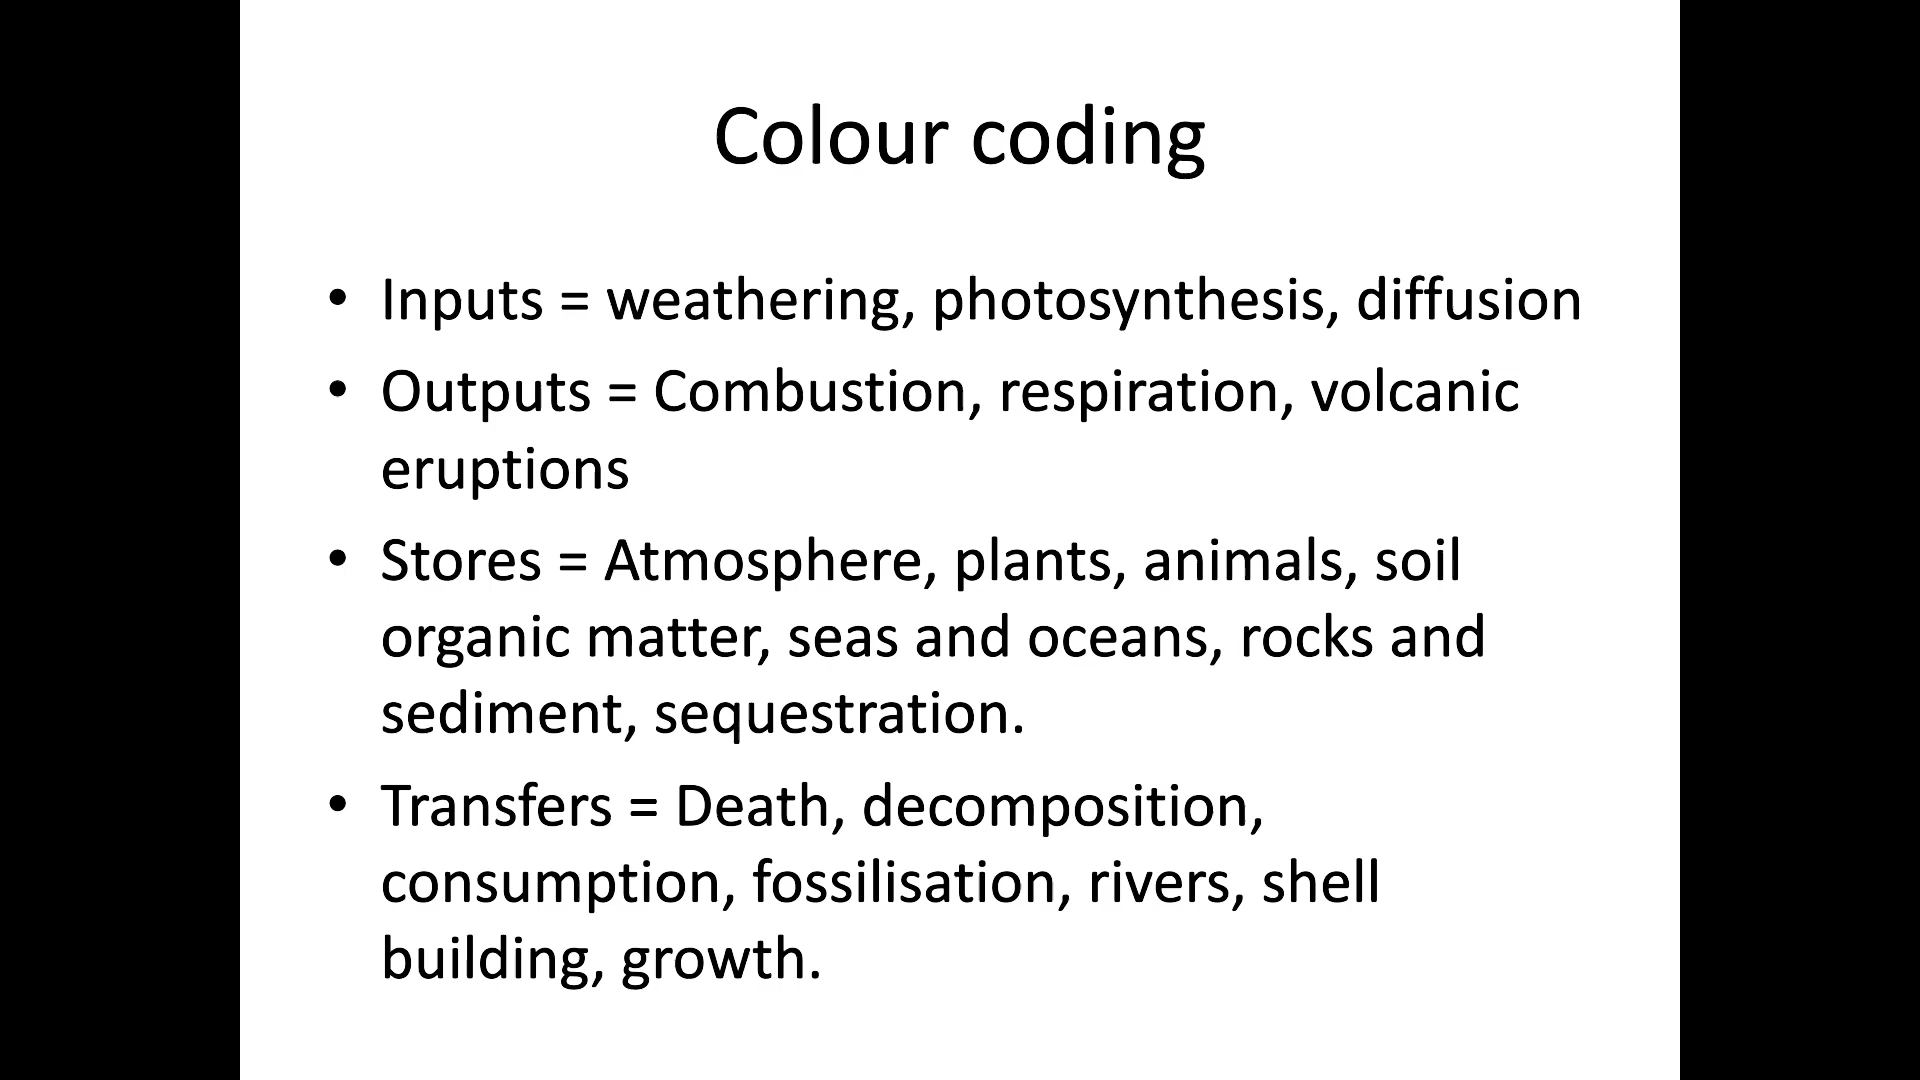 Colour coding
• Inputs = weathering, photosynthesis, diffusion
• Outputs = Combustion, respiration, volcanic
eruptions
• Stores = Atmosphere, plants, animals, soil
organic matter, seas and oceans, rocks and
sediment, sequestration.
• Transfers = Death, decomposition,
consumption, fossilisation, rivers, shell
building, growth.